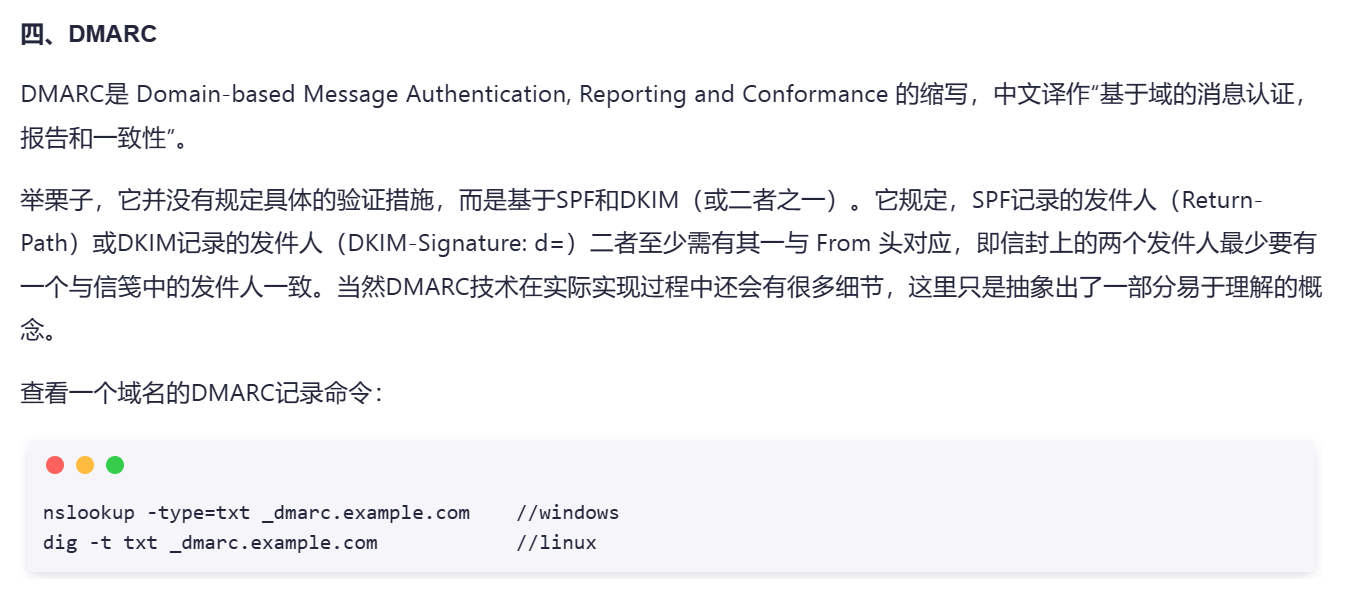 四、DMARC
DMARC是 Domain-based Message Authentication, Reporting and Conformance 的缩写，中文译作“基于域的消息认证，
报告和一致性”。
举栗子，它并没有规定具体的验证措施，而是基于SPF和DKIM（或二者之一）。它规定，SPF记录的发件人（Return-
Path）或DKIM记录的发件人（DKIM-Signature: d=）二者至少需有其一与 From 头对应，即信封上的两个发件人最少要有
一个与信笺中的发件人一致。当然DMARC技术在实际实现过程中还会有很多细节，这里只是抽象出了一部分易于理解的概
念。
查看一个域名的DMARC记录命令：
nslookup -type=txt _dmarc.example.com    //windows
dig -t txt _dmarc.example.com            //linux